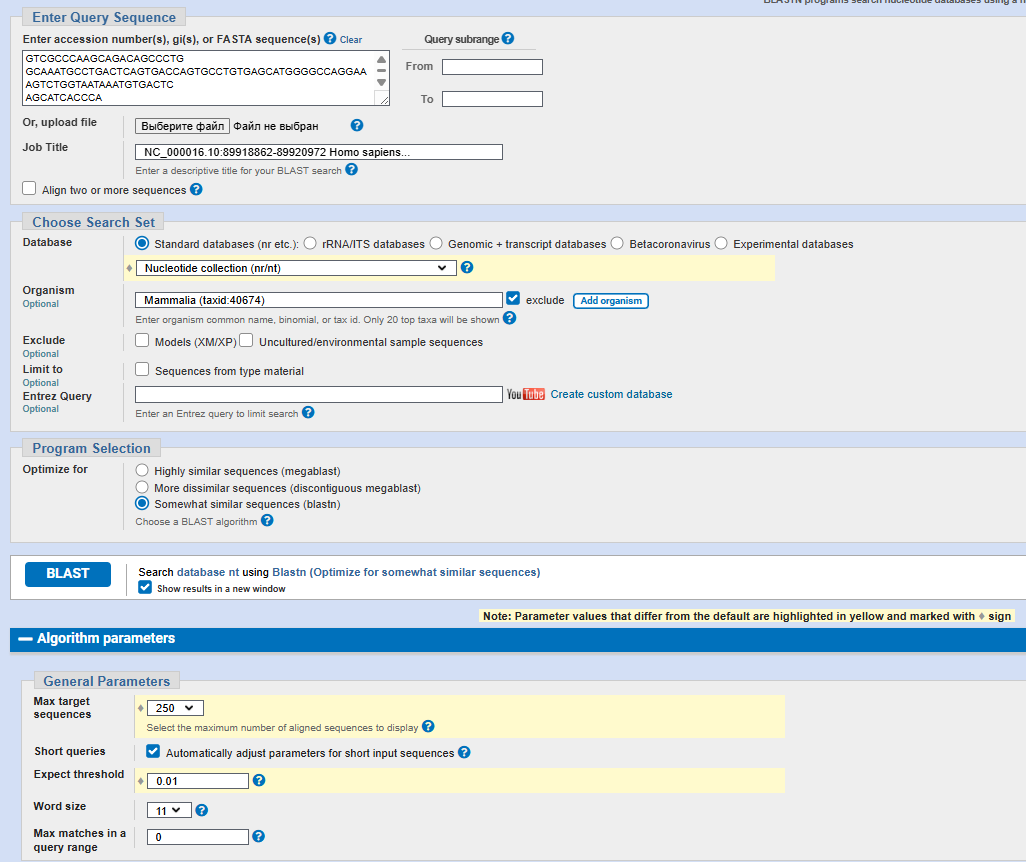 BLASTN programs search nucleotide databases using a n
Enter Query Sequence
Enter accession number(s), gi(s), or FASTA sequence(s) ? Clear
Query subrange ?
GTCGCCCAAGCAGACAGCCCTG
GCAAATGCCTGACTCAGTGACCAGTGCCTGTGAGCATGGGGCCAGGAA
AGTCTGGTAATAAATGTGACTC
AGCATCACCCA
From
To
Or, upload file
Выберите файл Файл не выбран ?
Job Title
NC_000016.10:89918862-89920972 Homo sapiens...
Enter a descriptive title for your BLAST search ?
Align two or more sequences ?
Choose Search Set
Database
Standard databases (nr etc.): rRNA/ITS databases Genomic + transcript databases Betacoronavirus Experimental databases
Nucleotide collection (nr/nt) ?
Organism
Optional
Mammalia (taxid:40674) exclude Add organism
Enter organism common name, binomial, or tax id. Only 20 top taxa will be shown ?
Exclude
Optional
Models (XM/XP) Uncultured/environmental sample sequences
Limit to
Optional
Sequences from type material
Entrez Query
Optional
YouTube Create custom database
Enter an Entrez query to limit search ?
Program Selection
Optimize for
Highly similar sequences (megablast)
More dissimilar sequences (discontiguous megablast)
Somewhat similar sequences (blastn)
Choose a BLAST algorithm ?
BLAST
Search database nt using Blastn (Optimize for somewhat similar sequences)
Show results in a new window
Note: Parameter values that differ from the default are highlighted in yellow and marked with ♦ sign
Algorithm parameters
General Parameters
Max target
sequences
250
Select the maximum number of aligned sequences to display ?
Short queries
Automatically adjust parameters for short input sequences ?
Expect threshold
0.01 ?
Word size
11 ?
Max matches in a
query range
0 ?